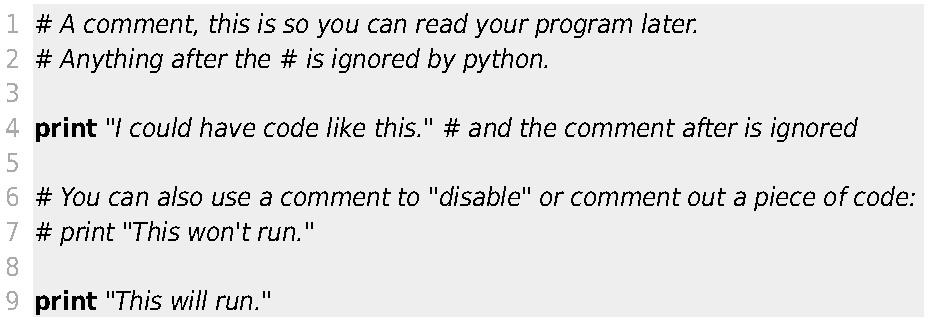 1 # A comment, this is so you can read your program later.
2 # Anything after the # is ignored by python.
3
4 print "I could have code like this." # and the comment after is ignored
5
6 # You can also use a comment to "disable" or comment out a piece of code:
7 # print "This won't run."
8
9 print "This will run."